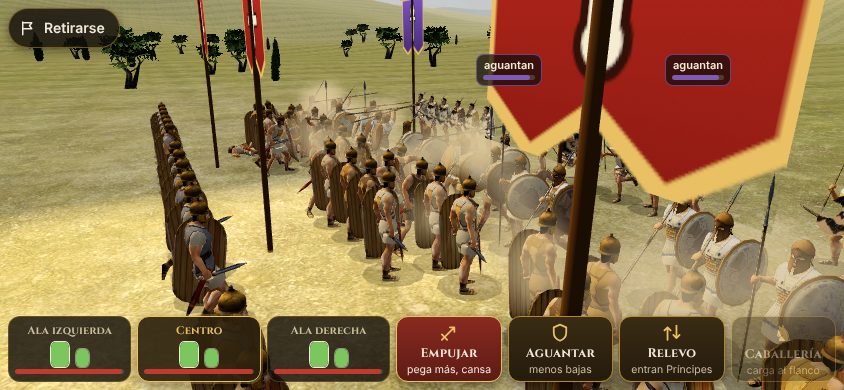 Retirarse
aguantan
aguantan
ALA IZQUIERDA
CENTRO
ALA DERECHA
EMPUJAR
pega más, cansa
AGUANTAR
menos bajas
RELEVO
entran Príncipes
CABALLERÍA
carga al flanco